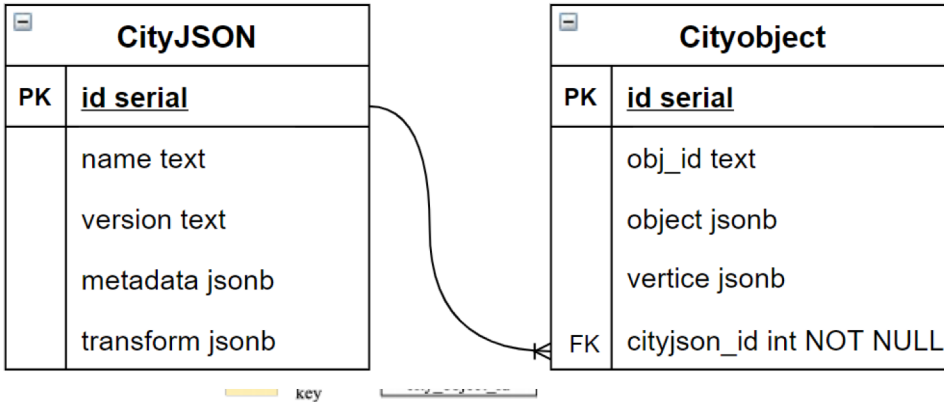 CityJSON
PK id serial
name text
version text
metadata jsonb
transform jsonb
Cityobject
PK id serial
obj_id text
object jsonb
vertice jsonb
FK cityjson_id int NOT NULL
key